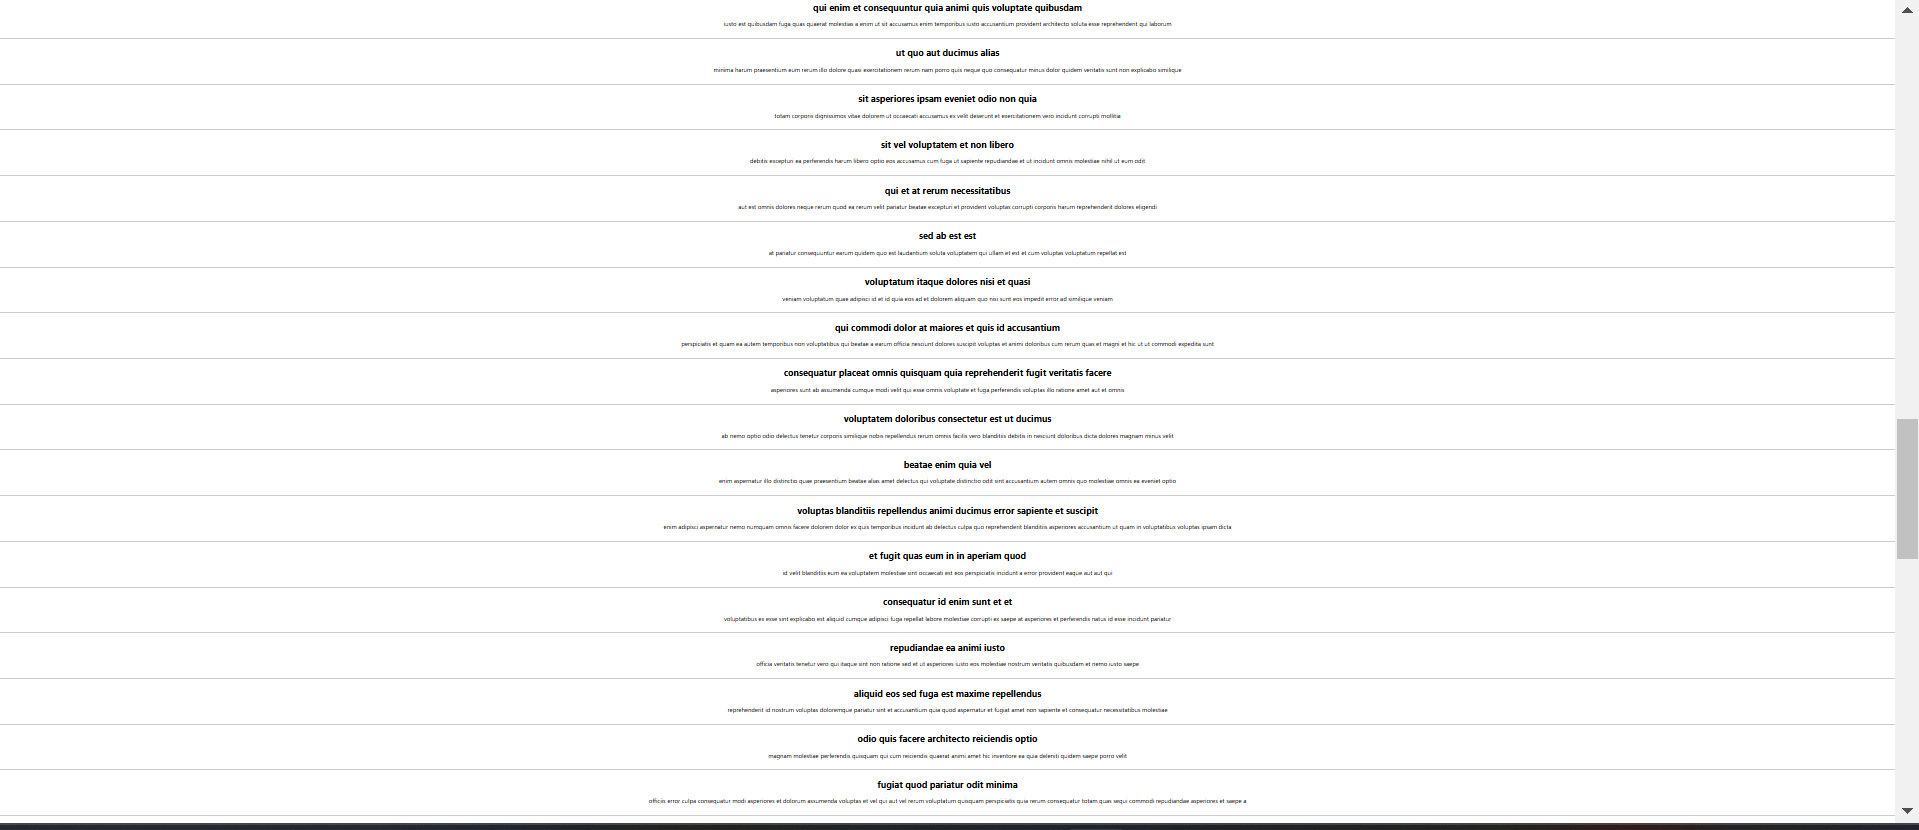 qui enim et consequuntur quia animi quis voluptate quibusdam
iusto est quibusdam fuga quas quaerat molestias a enim ut sit accusamus enim temporibus iusto accusantium provident architecto soluta esse reprehenderit qui laborum
ut quo aut ducimus alias
minima harum praesentium eum rerum illo dolore quasi exercitationem rerum nam porro quis neque quo consequatur minus dolor quidem veritatis sunt non explicabo similique
sit asperiores ipsam eveniet odio non quia
totam corporis dignissimos vitae dolorem ut occaecati accusamus ex velit deserunt et exercitationem vero incidunt corrupti mollitia
sit vel voluptatem et non libero
debitis excepturi ea perferendis harum libero optio eos accusamus cum fuga ut sapiente repudiandae et ut incidunt omnis molestiae nihil ut eum odit
qui et at rerum necessitatibus
aut est omnis dolores neque rerum quod ea rerum velit pariatur beatae excepturi et provident voluptas corrupti corporis harum reprehenderit dolores eligendi
sed ab est est
at pariatur consequuntur earum quidem quo est laudantium soluta voluptatem qui ullam et est et cum voluptas voluptatum repellat est
voluptatum itaque dolores nisi et quasi
veniam voluptatum quae adipisci id et id quia eos ad et dolorem aliquam quo nisi sunt eos impedit error ad similique veniam
qui commodi dolor at maiores et quis id accusantium
perspiciatis et quam ea autem temporibus non voluptatibus qui beatae a earum officia nesciunt dolores suscipit voluptas et animi doloribus cum rerum quas et magni et hic ut ut commodi expedita sunt
consequatur placeat omnis quisquam quia reprehenderit fugit veritatis facere
asperiores sunt ab assumenda cumque modi velit qui esse omnis voluptate et fuga perferendis voluptas illo ratione amet aut et omnis
voluptatem doloribus consectetur est ut ducimus
ab nemo optio odio delectus tenetur corporis similique nobis repellendus rerum omnis facilis vero blanditiis debitis in nesciunt doloribus dicta dolores magnam minus velit
beatae enim quia vel
enim aspernatur illo distinctio quae praesentium beatae alias amet delectus qui voluptate distinctio odit sint accusantium autem omnis quo molestiae omnis ea eveniet optio
voluptas blanditiis repellendus animi ducimus error sapiente et suscipit
enim adipisci aspernatur nemo numquam omnis facere dolorem dolor ex quis temporibus incidunt ab delectus culpa quo reprehenderit blanditiis asperiores accusantium ut quam in voluptatibus voluptas ipsam dicta
et fugit quas eum in in aperiam quod
id velit blanditiis eum ea voluptatem molestiae sint occaecati est eos perspiciatis incidunt a error provident eaque aut aut qui
consequatur id enim sunt et et
voluptatibus ex esse sint explicabo est aliquid cumque adipisci fuga repellat labore molestiae corrupti ex saepe at asperiores et perferendis natus id esse incidunt pariatur
repudiandae ea animi iusto
officia veritatis tenetur vero qui itaque sint non ratione sed et ut asperiores iusto eos molestiae nostrum veritatis quibusdam et nemo iusto saepe
aliquid eos sed fuga est maxime repellendus
reprehenderit id nostrum voluptas doloremque pariatur sint et accusantium quia quod aspernatur et fugiat amet non sapiente et consequatur necessitatibus molestiae
odio quis facere architecto reiciendis optio
magnam molestiae perferendis quisquam qui cum reiciendis quaerat animi amet hic inventore ea quia deleniti quidem saepe porro velit
fugiat quod pariatur odit minima
officiis error culpa consequatur modi asperiores et dolorum assumenda voluptas et vel qui aut vel rerum voluptatum quisquam perspiciatis quia rerum consequatur totam quas sequi commodi repudiandae asperiores et saepe a